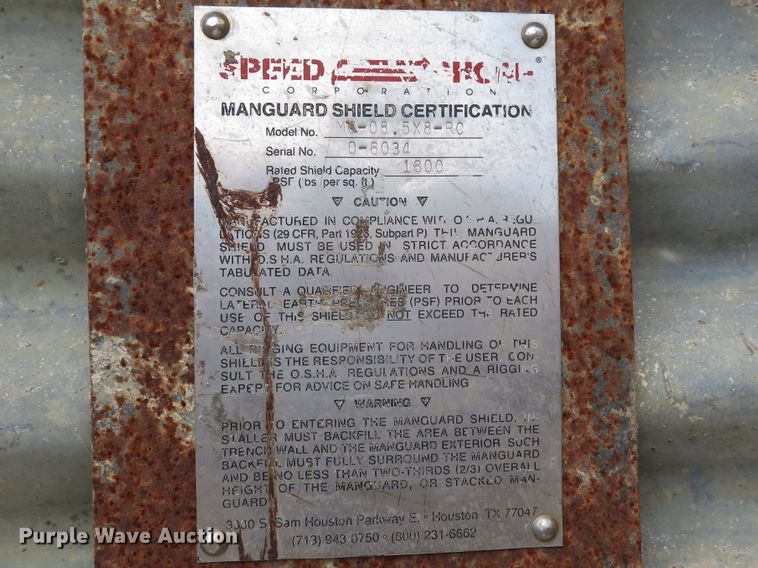 SPEED SHORE®
CORPORATION
MANGUARD SHIELD CERTIFICATION
Model No. -08.5X8-RC
Serial No. 0-6034
Rated Shield Capacity 1600
PSF (lbs per sq. ft.)
▽ CAUTION ▽
MANUFACTURED IN COMPLIANCE WITH O.S.H.A. REGU-
LATIONS (29 CFR, Part 1926, Subpart P) THIS MANGUARD
SHIELD MUST BE USED IN STRICT ACCORDANCE
WITH O.S.H.A. REGULATIONS AND MANUFACTURER'S
TABULATED DATA.
CONSULT A QUALIFIED ENGINEER TO DETERMINE
LATERAL EARTH PRESSURES (PSF) PRIOR TO EACH
USE OF THIS SHIELD. DO NOT EXCEED THE RATED
CAPACITY.
ALL RIGGING EQUIPMENT FOR HANDLING OF THIS
SHIELD IS THE RESPONSIBILITY OF THE USER. CON-
SULT THE O.S.H.A. REGULATIONS AND A RIGGING
EXPERT FOR ADVICE ON SAFE HANDLING
▽ WARNING ▽
PRIOR TO ENTERING THE MANGUARD SHIELD, IN-
STALLER MUST BACKFILL THE AREA BETWEEN THE
TRENCH WALL AND THE MANGUARD EXTERIOR SUCH
BACKFILL MUST FULLY SURROUND THE MANGUARD
AND BE NO LESS THAN TWO-THIRDS (2/3) OVERALL
HEIGHT OF THE MANGUARD, OR STACKED MAN-
GUARD
3330 S. Sam Houston Parkway E. • Houston TX 77047
(713) 943-0750 • (800) 231-6662
Purple Wave Auction